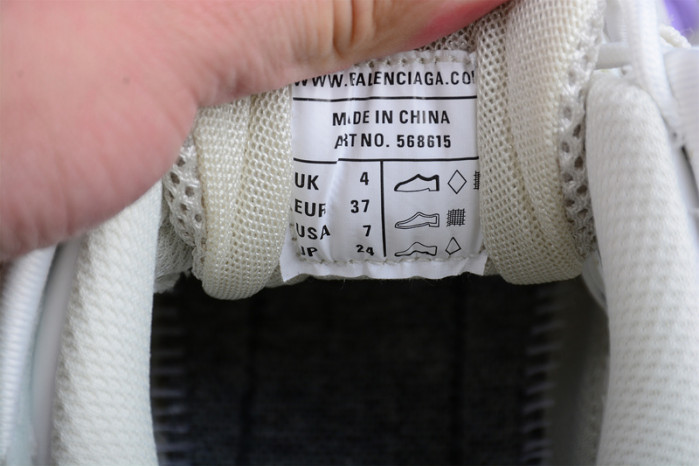 WWW.BALENCIAGA.CO
MADE IN CHINA
ART NO. 568615
UK 4
EUR 37
USA 7
JP 24